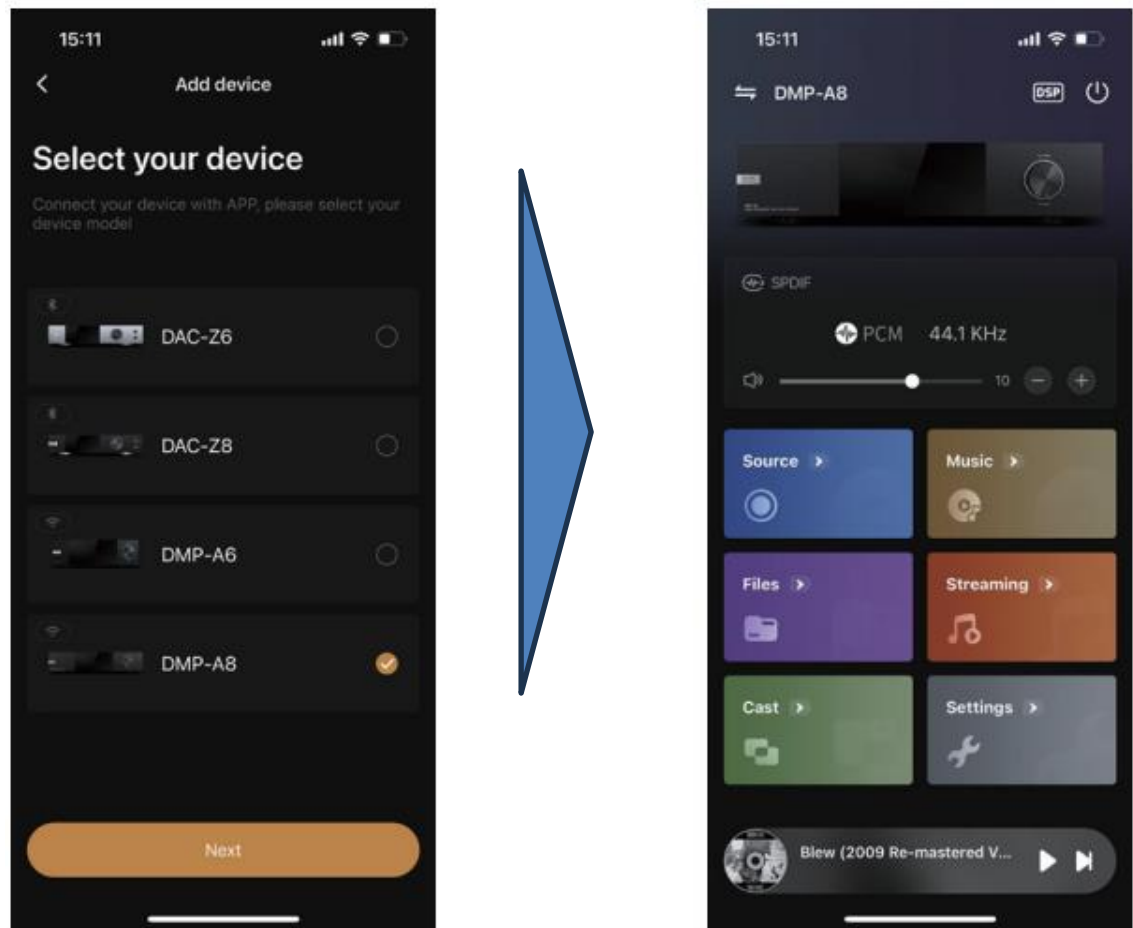 15:11
Add device
Select your device
Connect your device with APP, please select your
device model
DAC-Z6
DAC-Z8
DMP-A6
DMP-A8
Next
15:11
DMP-A8
DSP
SPDIF
PCM 44.1 KHz
10
Source
Music
Files
Streaming
Cast
Settings
Blew (2009 Re-mastered V...